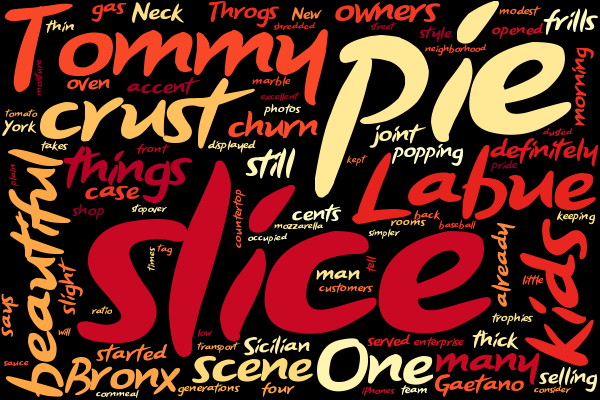 gas Neck Throgs New owners modest frills
thin shredded street style opened
Tommy pie neighborhood morning
moisture oven accent marble
excellent
tomato crust photos joint dusted
York churn popping definitely
takes front displayed still kept pride
plain things Labue
case
shop stopover countertop cents back keeping
mozzarella rooms baseball
beautiful slice occupied simpler already kids
times tag man tell
slight customers little
says ratio trophies
will low
started transport Sicilian served enterprise thick
sauce Bronx scene One many selling
cornmeal generations four iphones team Gaetano consider